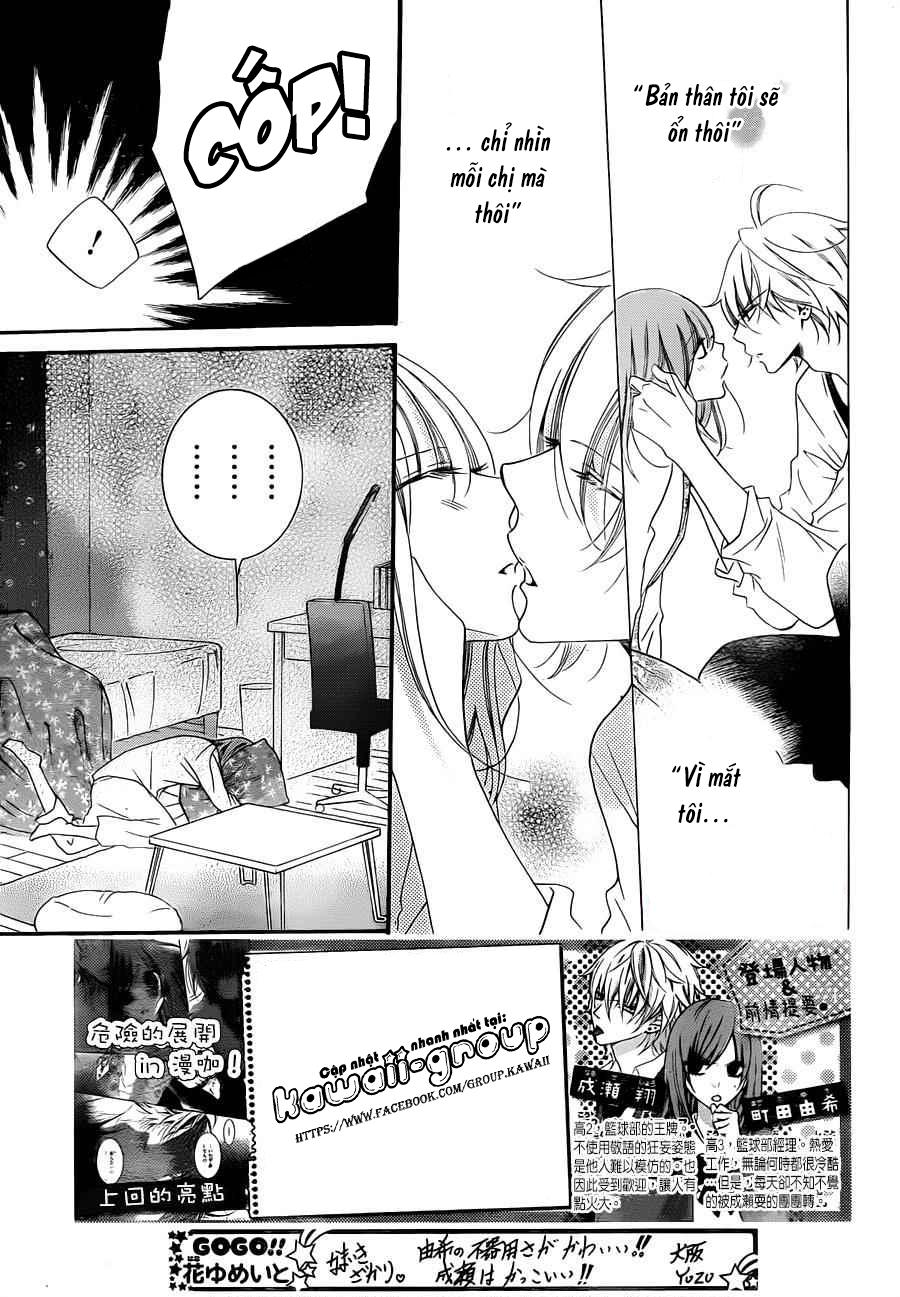 “Bản thân tôi sẽ
ổn thôi”
“Vì mắt
tôi...
... chỉ nhìn
mỗi chị mà
thôi”
CỐP!
!
⋮ ⋮ ⋮
登場人物
&
前情提要
町田由希
高3，籃球部經理。熱愛
工作，無論何時都很冷酷
…但是，每天卻不知不覺
的被成瀨耍的團團轉。
成瀨 翔
高2，籃球部的王牌。
不使用敬語的狂妄姿態
是他人難以模仿的。也
因此受到歡迎，讓人有
點火大。
Cập nhật nhanh nhất tại:
kawaii-group
HTTPS://WWW.FACEBOOK.COM/GROUP.KAWAII
危險的展開
in 漫咖！
上回的亮點
GOGO!!
花ゆめいと
なまいき
ざかり。
由希の不器用さがかわいい!!
成瀬はかっこいい!!
大阪
YUZU